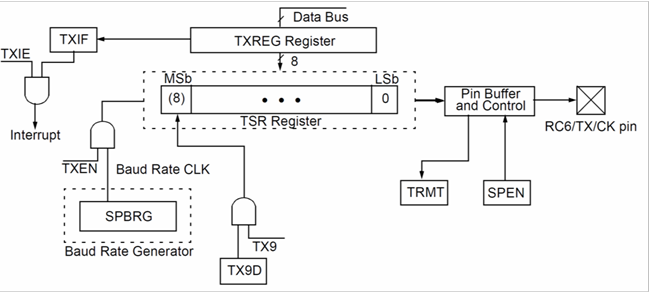 Data Bus
TXIE
TXIF
TXREG Register
8
MSb
LSb
(8)
0
TSR Register
Pin Buffer
and Control
Interrupt
RC6/TX/CK pin
TXEN
Baud Rate CLK
TRMT
SPEN
SPBRG
TX9
Baud Rate Generator
TX9D